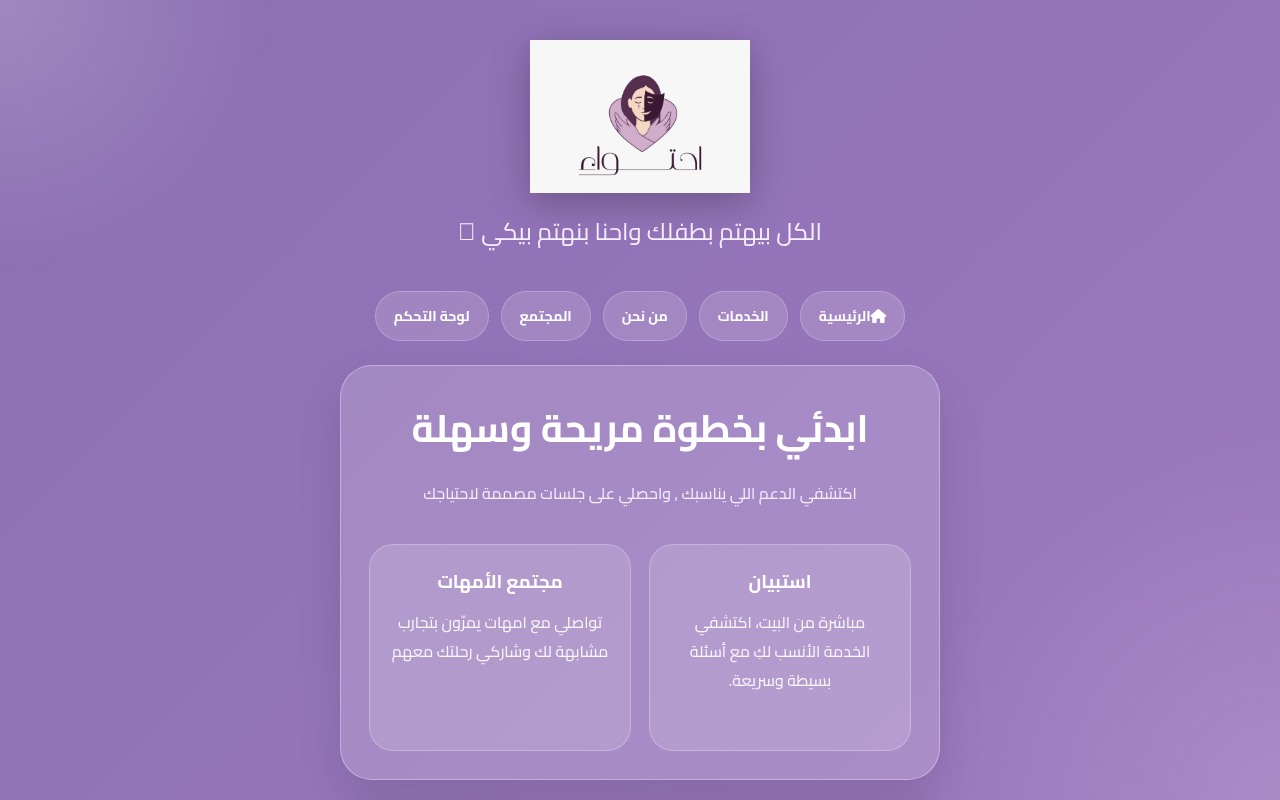 احتـــواء
الكل بيهتم بطفلك واحنا بنهتم بيكي
الرئيسية
الخدمات
من نحن
المجتمع
لوحة التحكم
ابدئي بخطوة مريحة وسهلة
اكتشفي الدعم اللي يناسبك , واحصلي على جلسات مصممة لاحتياجك
استبيان
مباشرة من البيت، اكتشفي
الخدمة الأنسب لكِ مع أسئلة
بسيطة وسريعة.
مجتمع الأمهات
تواصلي مع امهات يمرّون بتجارب
مشابهة لك وشاركي رحلتك معهم